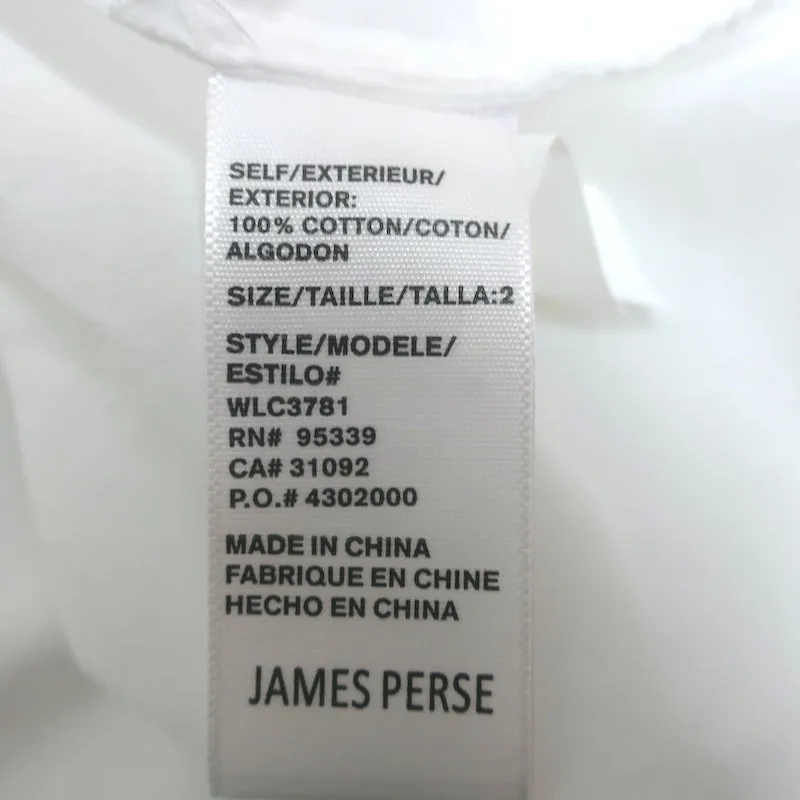 SELF/EXTERIEUR/
EXTERIOR:
100% COTTON/COTON/
ALGODON
SIZE/TAILLE/TALLA:2
STYLE/MODELE/
ESTILO#
WLC3781
RN# 95339
CA# 31092
P.O.# 4302000
MADE IN CHINA
FABRIQUE EN CHINE
HECHO EN CHINA
JAMES PERSE